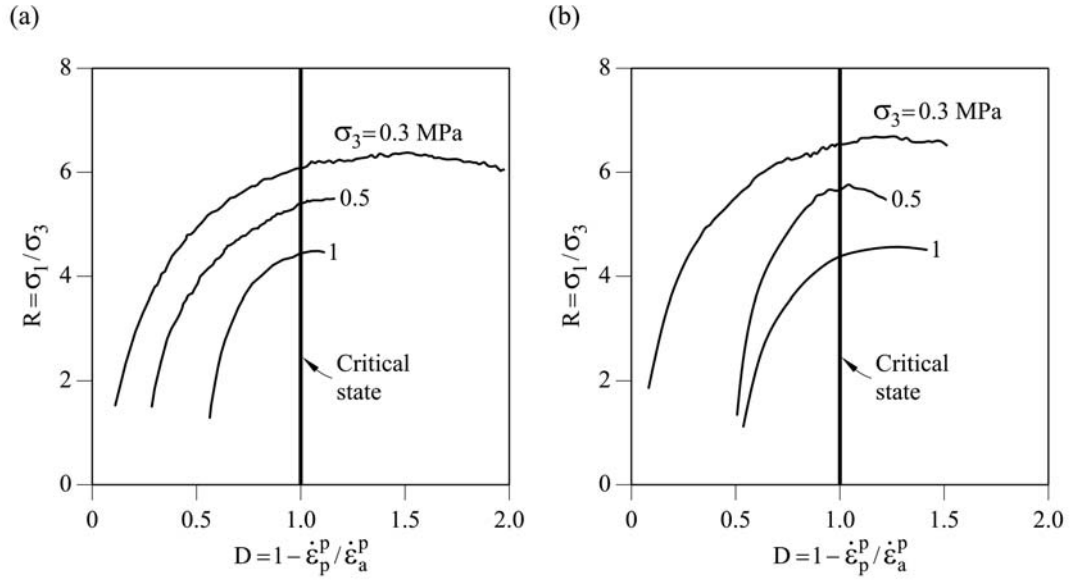 (a)
8
6
4
2
0
R = σ₁/σ₃
σ₃=0.3 MPa
0.5
1
Critical
state
0 0.5 1.0 1.5 2.0
D = 1 – ε̇ₚᵖ/ε̇ₐᵖ
(b)
8
6
4
2
0
R = σ₁/σ₃
σ₃=0.3 MPa
0.5
1
Critical
state
0 0.5 1.0 1.5 2.0
D = 1 – ε̇ₚᵖ/ε̇ₐᵖ